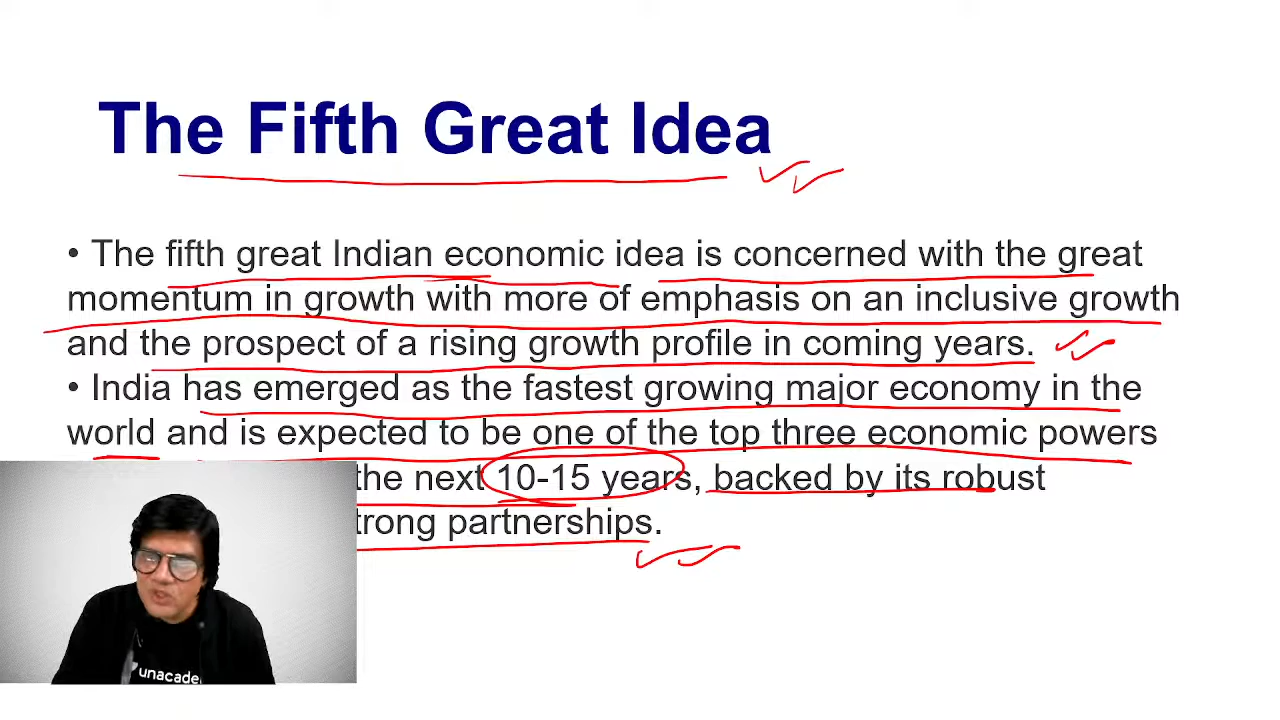 The Fifth Great Idea
• The fifth great Indian economic idea is concerned with the great
momentum in growth with more of emphasis on an inclusive growth
and the prospect of a rising growth profile in coming years.
• India has emerged as the fastest growing major economy in the
world and is expected to be one of the top three economic powers
the next 10-15 years, backed by its robust
trong partnerships.
unacade